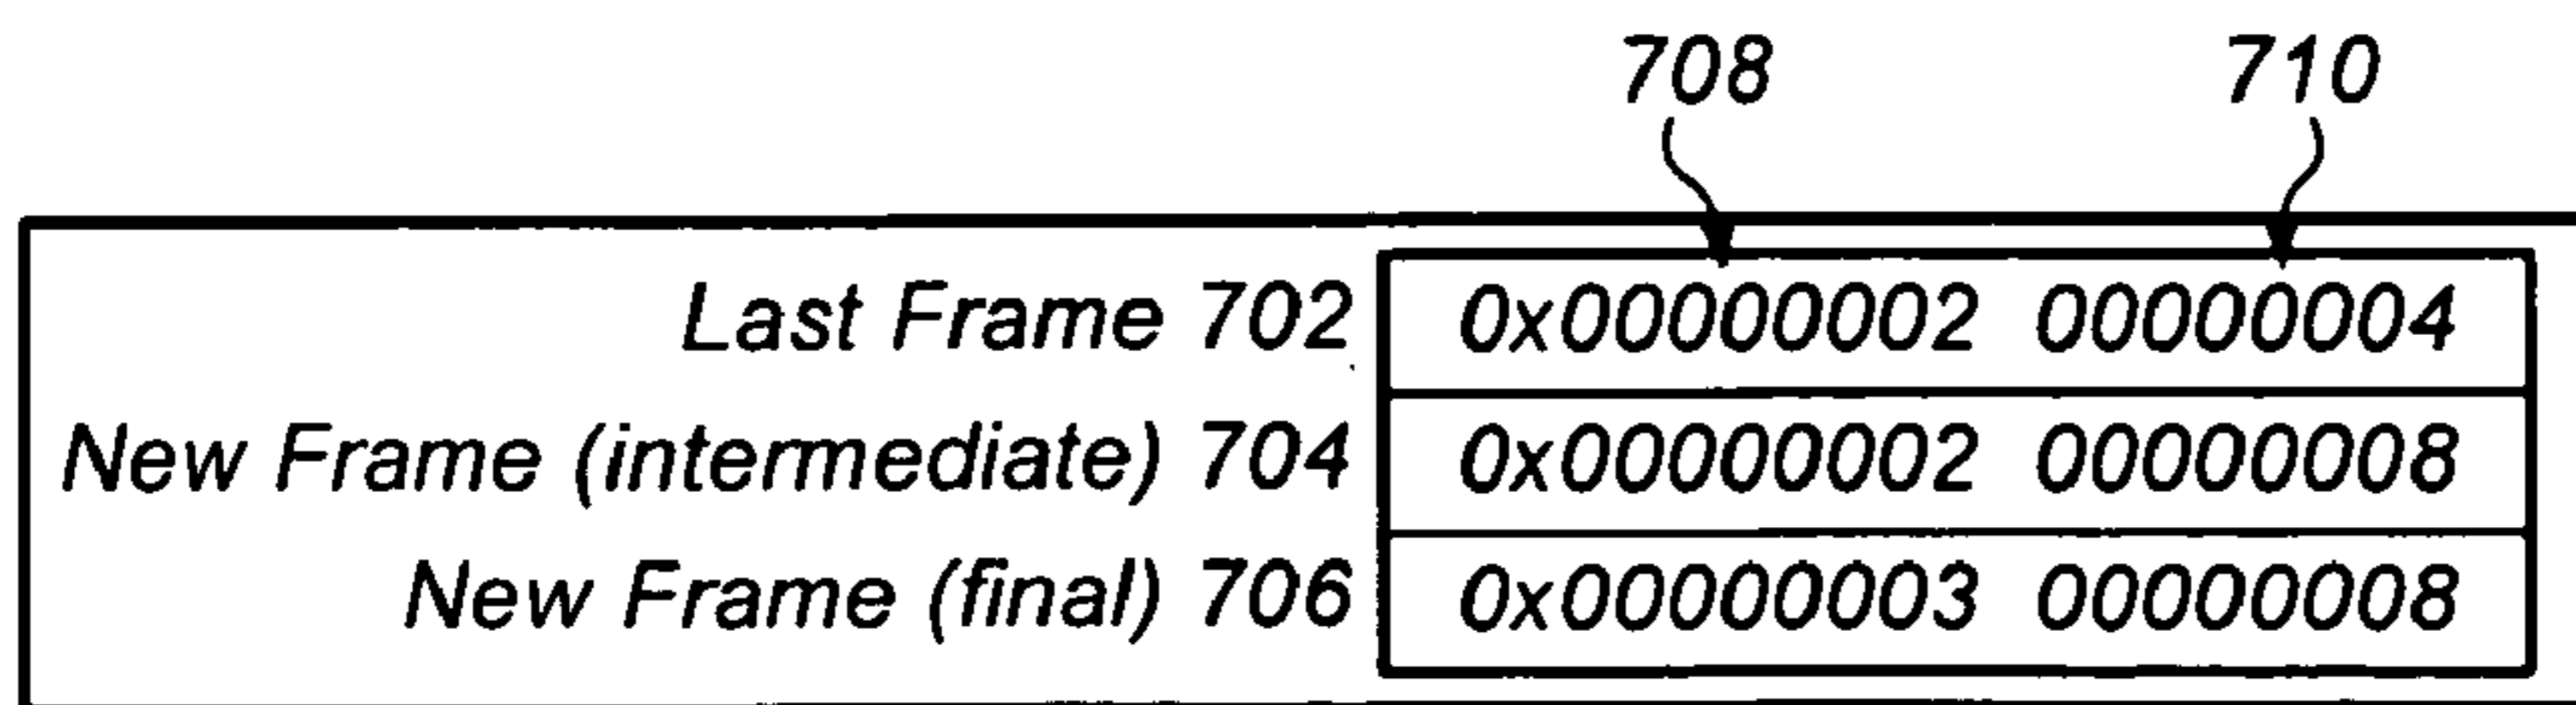 708 710
Last Frame 702 0x00000002 00000004
New Frame (intermediate) 704 0x00000002 00000008
New Frame (final) 706 0x00000003 00000008